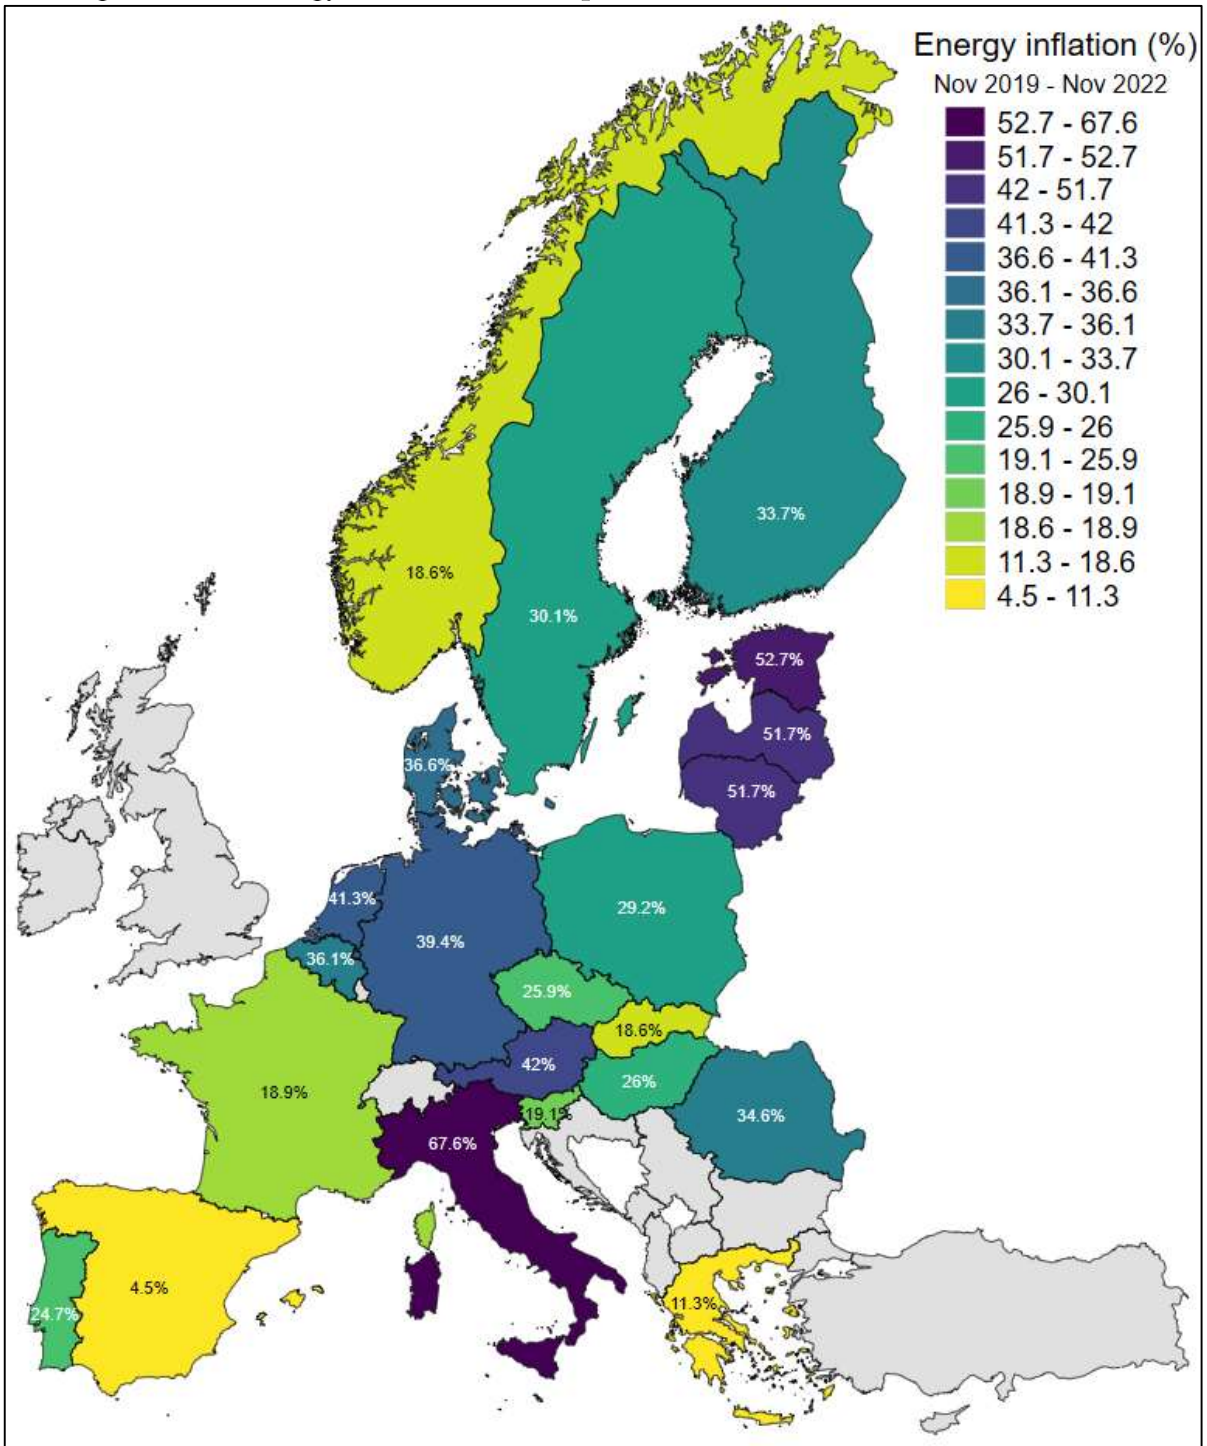 Energy inflation (%)
Nov 2019 - Nov 2022
52.7 - 67.6
51.7 - 52.7
42 - 51.7
41.3 - 42
36.6 - 41.3
36.1 - 36.6
33.7 - 36.1
30.1 - 33.7
26 - 30.1
25.9 - 26
19.1 - 25.9
18.9 - 19.1
18.6 - 18.9
11.3 - 18.6
4.5 - 11.3
33.7%
18.6%
30.1%
52.7%
51.7%
36.6%
51.7%
41.3%
29.2%
39.4%
36.1%
25.9%
18.6%
42%
26%
18.9%
19.1%
34.6%
67.6%
4.5%
11.3%
24.7%